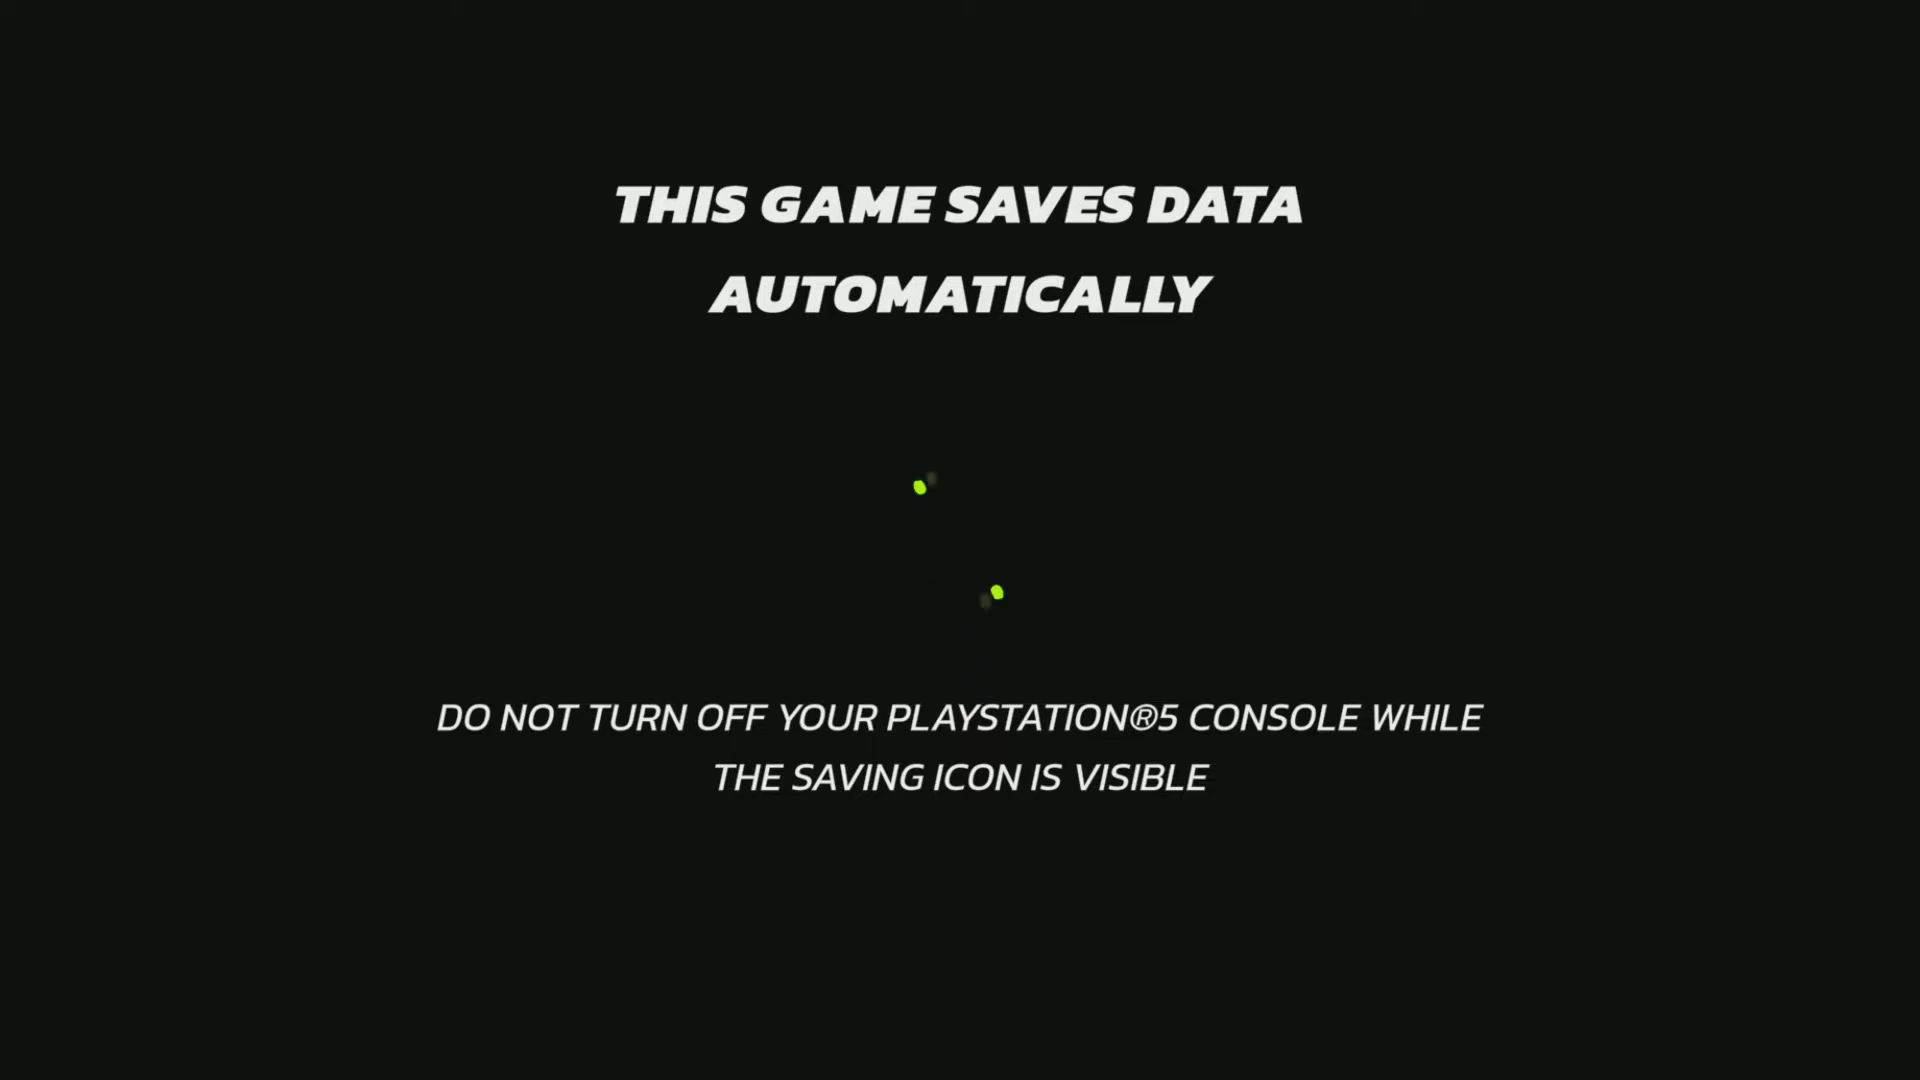 THIS GAME SAVES DATA
AUTOMATICALLY
DO NOT TURN OFF YOUR PLAYSTATION®5 CONSOLE WHILE
THE SAVING ICON IS VISIBLE